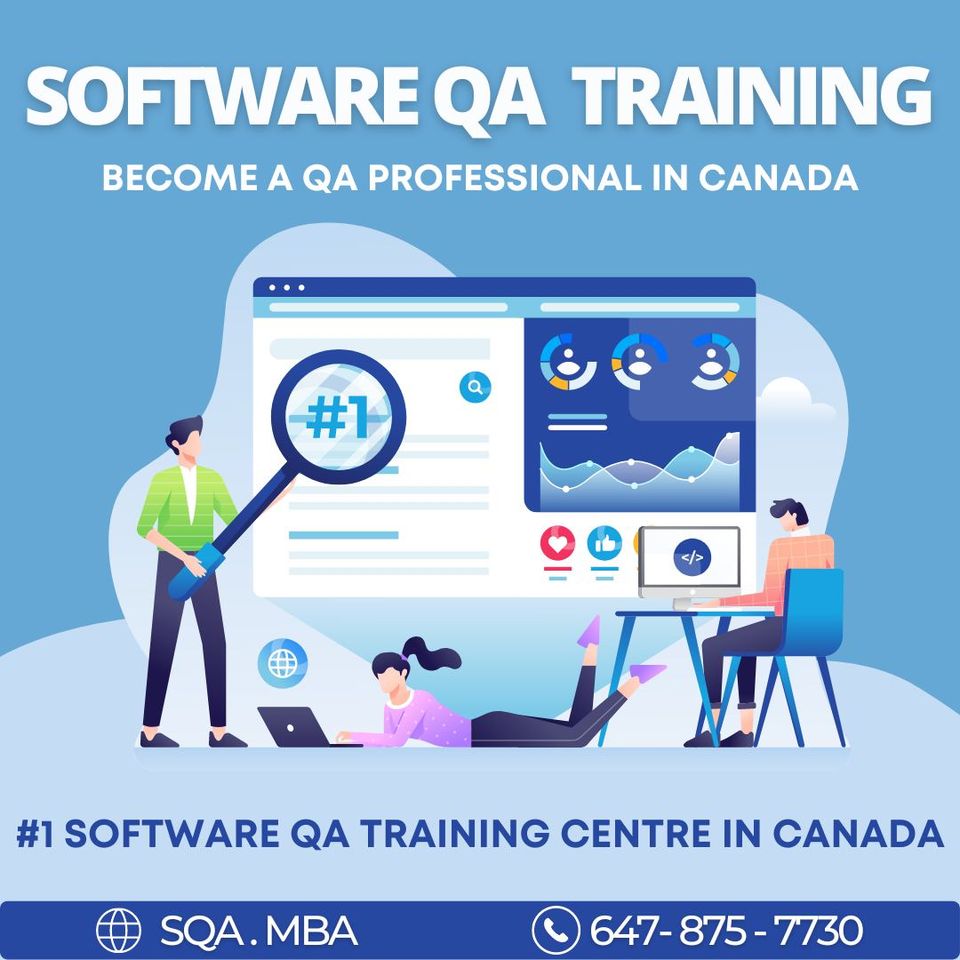 SOFTWARE QA TRAINING
BECOME A QA PROFESSIONAL IN CANADA
#1
</>
#1 SOFTWARE QA TRAINING CENTRE IN CANADA
SQA . MBA
647- 875 - 7730